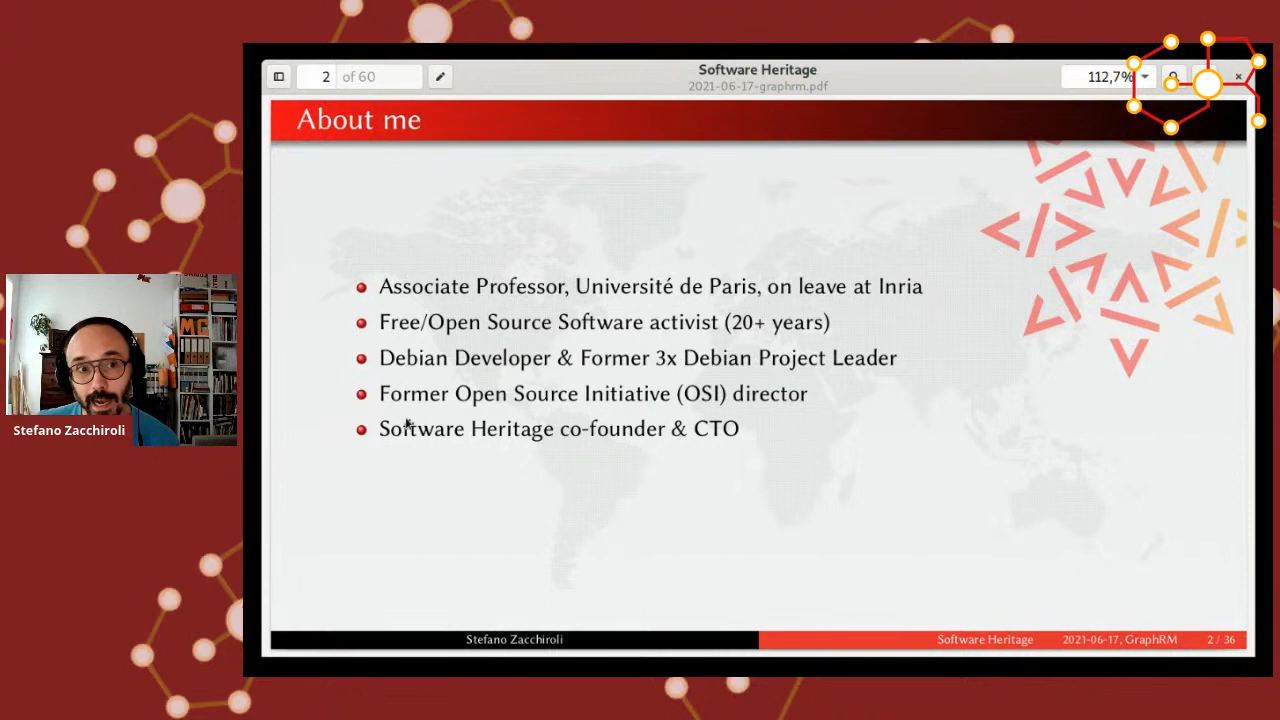 2 of 60
Software Heritage
2021-06-17-graphrm.pdf
112,7%
About me
Associate Professor, Université de Paris, on leave at Inria
Free/Open Source Software activist (20+ years)
Debian Developer & Former 3x Debian Project Leader
Former Open Source Initiative (OSI) director
Software Heritage co-founder & CTO
Stefano Zacchiroli
Stefano Zacchiroli Software Heritage 2021-06-17, GraphRM 2 / 36